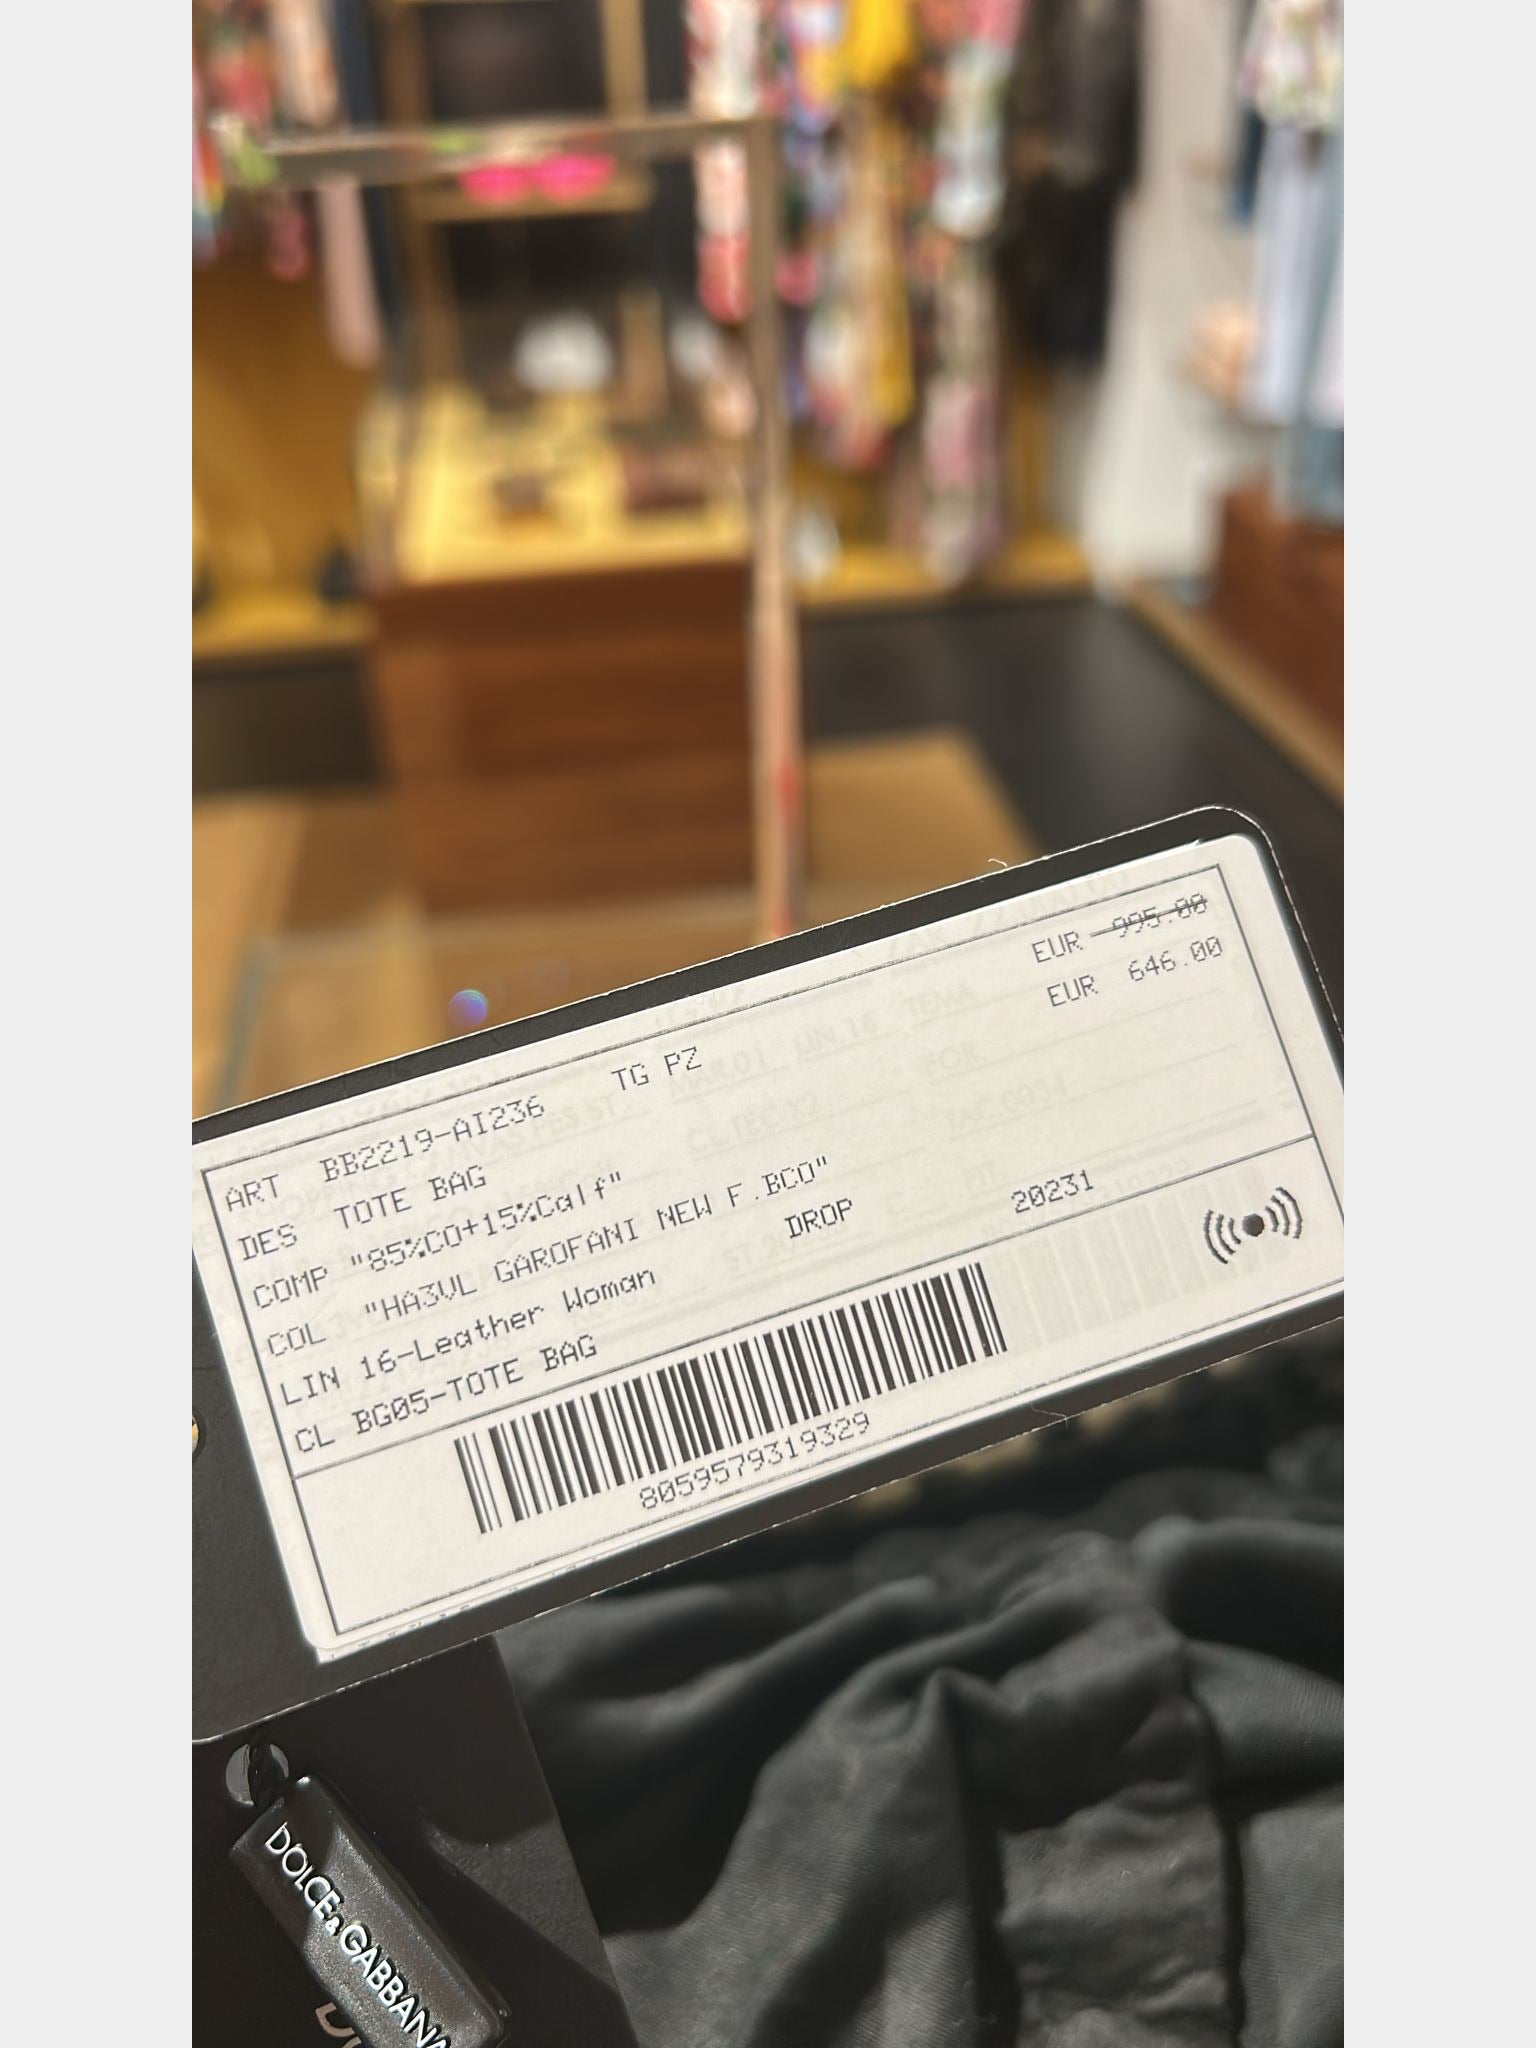 EUR 995.00
EUR 646.00
ART BB2219-AI236 TG PZ
DES TOTE BAG
COMP "85%CO+15%Calf"
COL "HA3VL GAROFANI NEW F.BCO"
LIN 16-Leather Woman DROP 20231
CL BG05-TOTE BAG
8059579319329
DOLCE&GABBANA